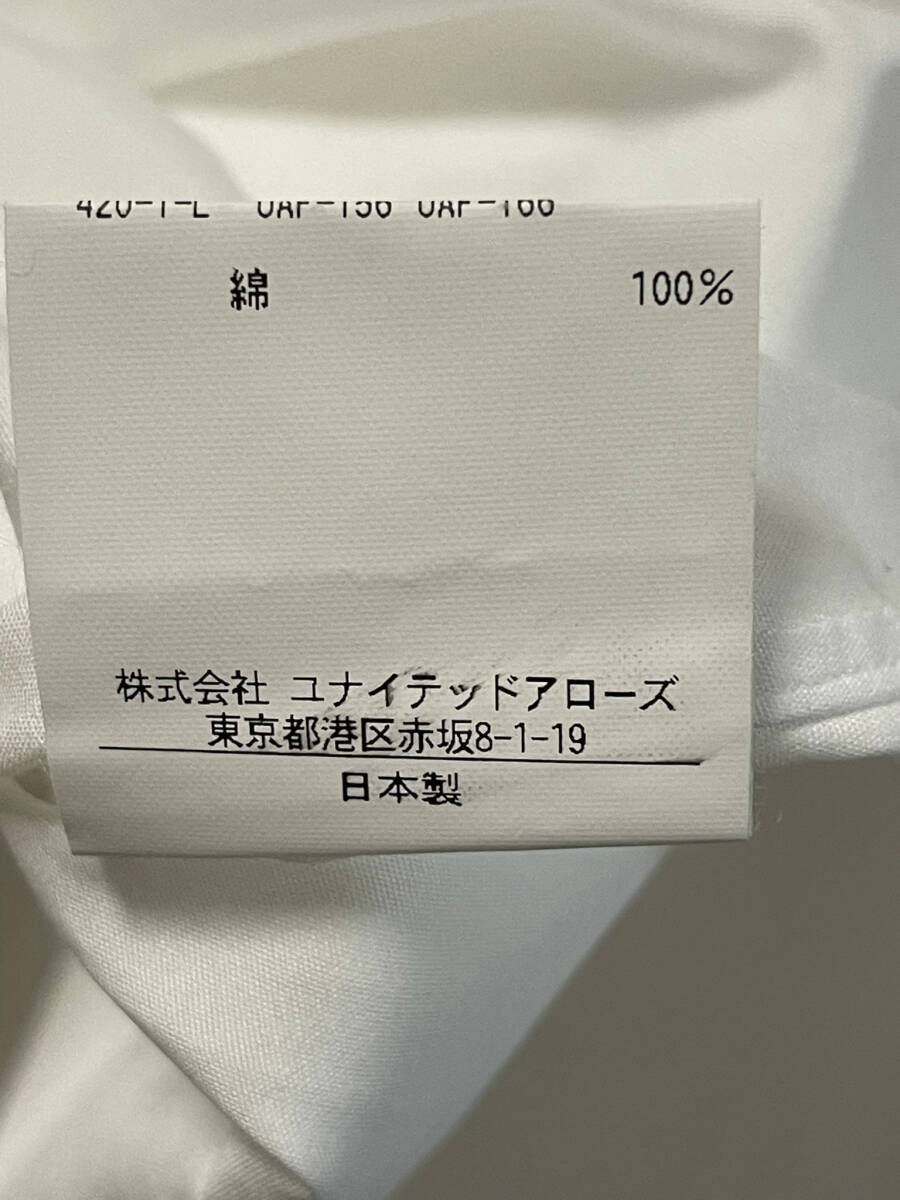 綿 100%
株式会社 ユナイテッドアローズ
東京都港区赤坂8-1-19
日本製